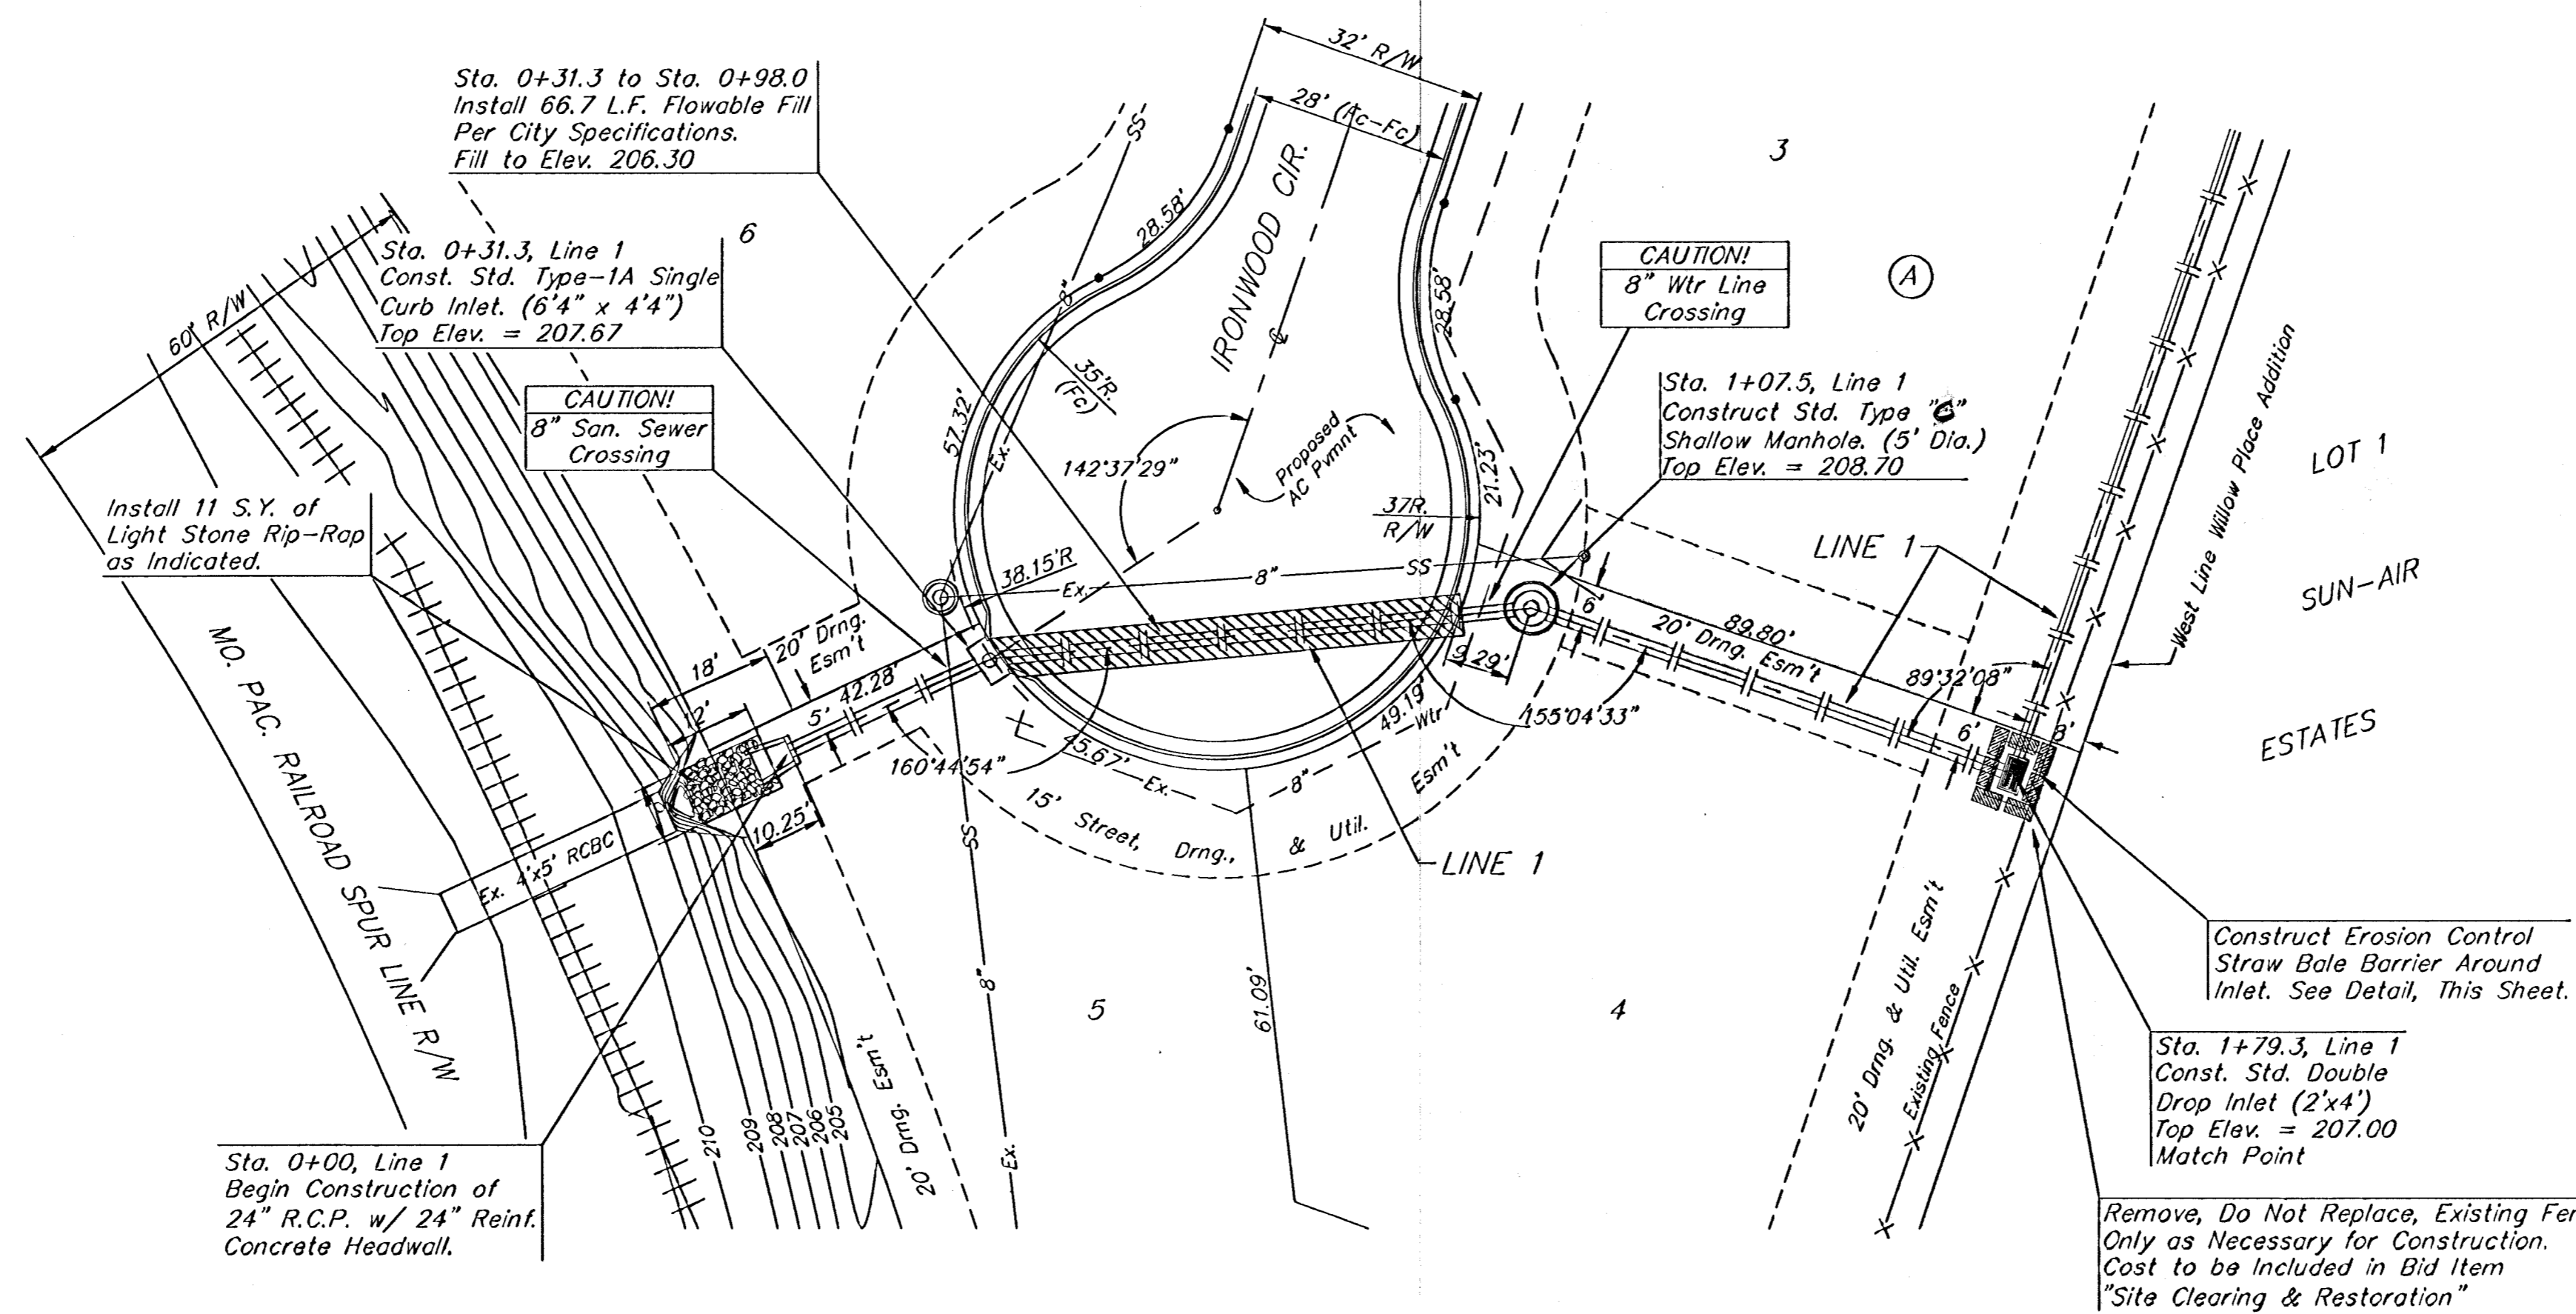 32' R/W
28' (Fc-Fc)
Sta. 0+31.3 to Sta. 0+98.0
Install 66.7 L.F. Flowable Fill
Per City Specifications.
Fill to Elev. 206.30
SS
3
6
28.58'
IRONWOOD CIR.
Sta. 0+31.3, Line 1
Const. Std. Type-1A Single
Curb Inlet. (6'4" x 4'4")
Top Elev. = 207.67
CAUTION!
8" Wtr Line
Crossing
A
8"
28.58'
60' R/W
35'R.
(Fc)
CAUTION!
8" San. Sewer
Crossing
57.32'
Ex.
142°37'29"
Proposed
AC Pvmnt
21.23'
37R.
R/W
Sta. 1+07.5, Line 1
Construct Std. Type
Shallow Manhole. (5' Dia.)
Top Elev. = 208.70
West Line Willow Place Addition
LOT 1
SUN-AIR
ESTATES
Install 11 S.Y. of
Light Stone Rip-Rap
as Indicated.
LINE 1
38.15'R
Ex.
8"
SS
6'
89.80'
20' Drng. Esm't
89°32'08"
6'
8'
18'
20' Drng.
Esm't
12'
5'
42.28'
9.29'
155°04'33"
49.19'
Wtr
160°44'54"
45.67'
Ex.
8"
Esm't
15' Street, Drng., & Util.
LINE 1
10.25'
Ex. 4'x5' RCBC
MO. PAC. RAILROAD SPUR LINE R/W
SS
8"
Ex.
61.09'
5
4
20' Drng. & Util. Esm't
Existing Fence
Construct Erosion Control
Straw Bale Barrier Around
Inlet. See Detail, This Sheet.
Sta. 1+79.3, Line 1
Const. Std. Double
Drop Inlet (2'x4')
Top Elev. = 207.00
Match Point
210
209
208
207
206
205
20' Drng. Esm't
Sta. 0+00, Line 1
Begin Construction of
24" R.C.P. w/ 24" Reinf.
Concrete Headwall.
Remove, Do Not Replace, Existing Fe
Only as Necessary for Construction.
Cost to be Included in Bid Item
"Site Clearing & Restoration"